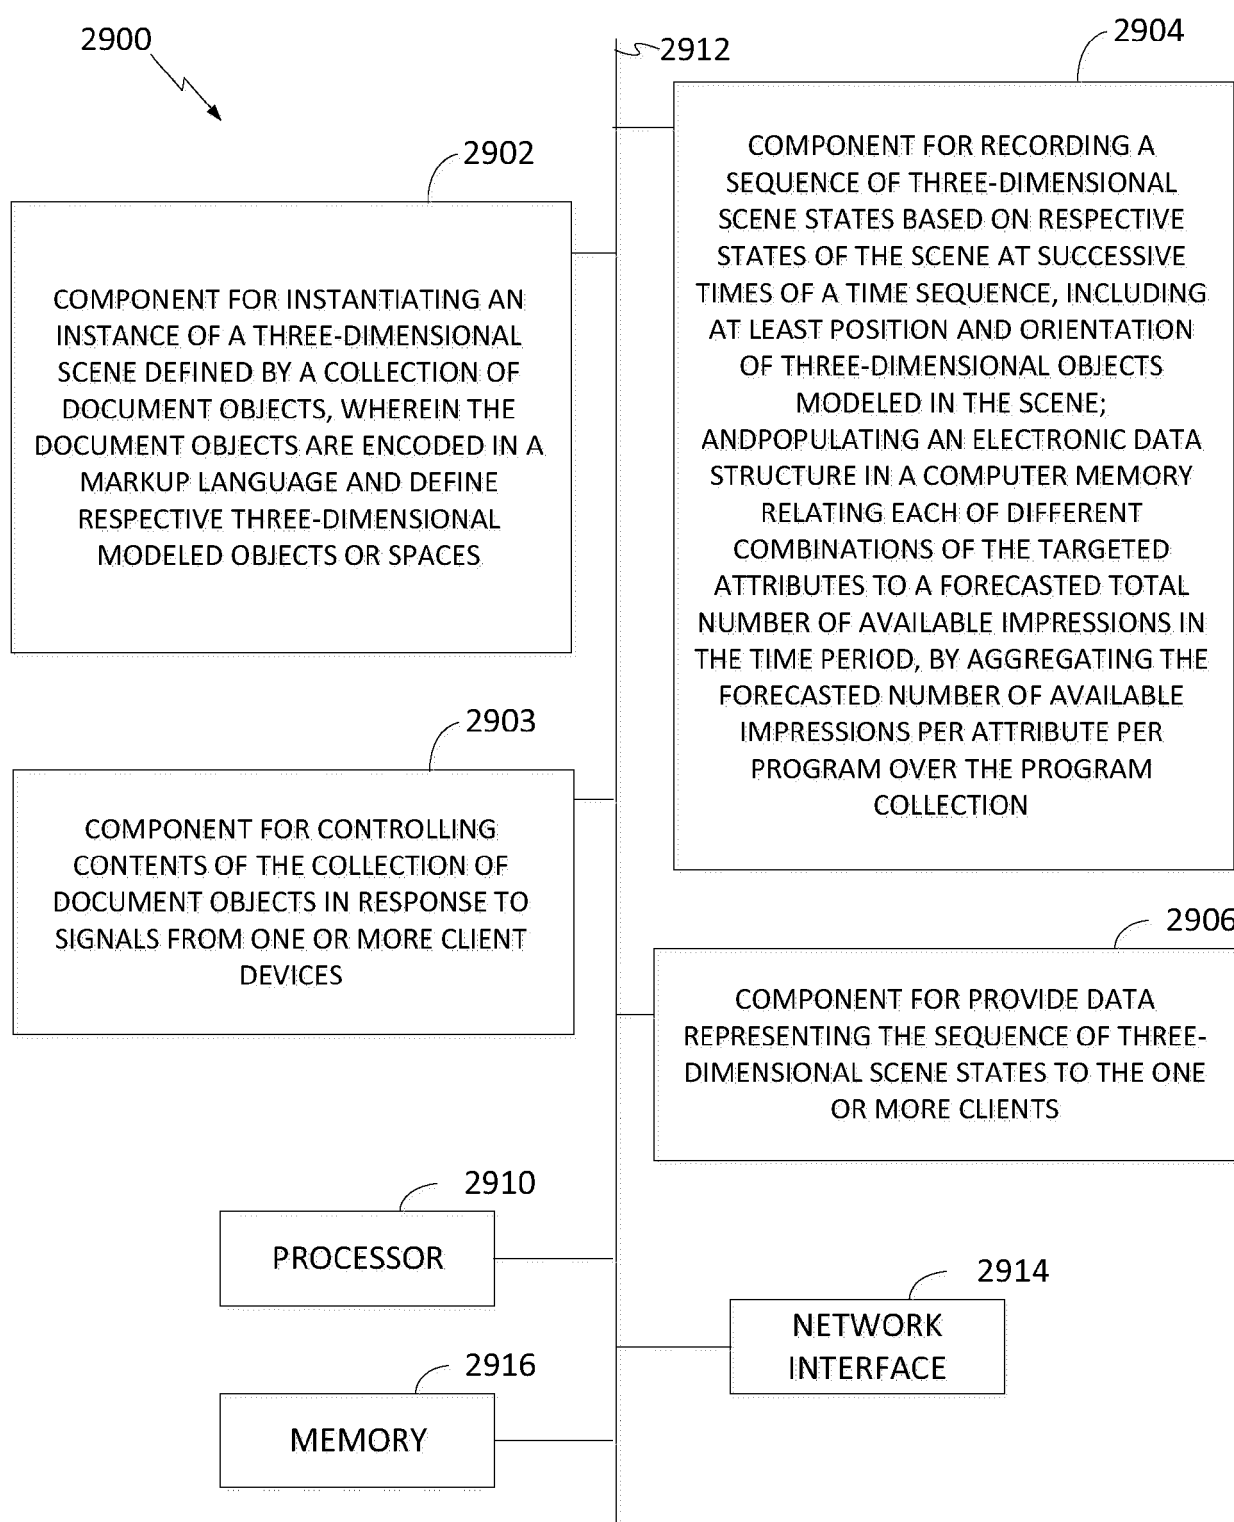 2900
2912
2904
2902
COMPONENT FOR INSTANTIATING AN
INSTANCE OF A THREE-DIMENSIONAL
SCENE DEFINED BY A COLLECTION OF
DOCUMENT OBJECTS, WHEREIN THE
DOCUMENT OBJECTS ARE ENCODED IN A
MARKUP LANGUAGE AND DEFINE
RESPECTIVE THREE-DIMENSIONAL
MODELED OBJECTS OR SPACES
COMPONENT FOR RECORDING A
SEQUENCE OF THREE-DIMENSIONAL
SCENE STATES BASED ON RESPECTIVE
STATES OF THE SCENE AT SUCCESSIVE
TIMES OF A TIME SEQUENCE, INCLUDING
AT LEAST POSITION AND ORIENTATION
OF THREE-DIMENSIONAL OBJECTS
MODELED IN THE SCENE;
ANDPOPULATING AN ELECTRONIC DATA
STRUCTURE IN A COMPUTER MEMORY
RELATING EACH OF DIFFERENT
COMBINATIONS OF THE TARGETED
ATTRIBUTES TO A FORECASTED TOTAL
NUMBER OF AVAILABLE IMPRESSIONS IN
THE TIME PERIOD, BY AGGREGATING THE
FORECASTED NUMBER OF AVAILABLE
IMPRESSIONS PER ATTRIBUTE PER
PROGRAM OVER THE PROGRAM
COLLECTION
2903
COMPONENT FOR CONTROLLING
CONTENTS OF THE COLLECTION OF
DOCUMENT OBJECTS IN RESPONSE TO
SIGNALS FROM ONE OR MORE CLIENT
DEVICES
2906
COMPONENT FOR PROVIDE DATA
REPRESENTING THE SEQUENCE OF THREE-
DIMENSIONAL SCENE STATES TO THE ONE
OR MORE CLIENTS
2910
PROCESSOR
2914
NETWORK
INTERFACE
2916
MEMORY